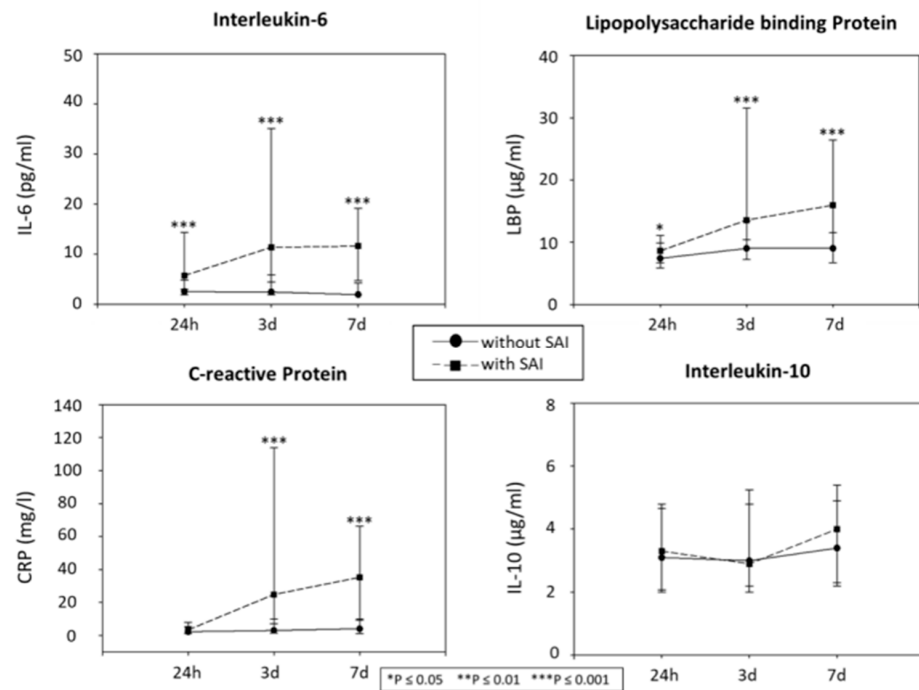 Interleukin-6
50
40
30
20
10
0
IL-6 (pg/ml)
***
***
***
24h 3d 7d
Lipopolysaccharide binding Protein
40
30
20
10
0
LBP (µg/ml)
*
***
***
24h 3d 7d
without SAI
with SAI
C-reactive Protein
140
120
100
80
60
40
20
0
CRP (mg/l)
***
***
24h 3d 7d
Interleukin-10
8
6
4
2
0
IL-10 (µg/ml)
24h 3d 7d
*P ≤ 0.05 **P ≤ 0.01 ***P ≤ 0.001